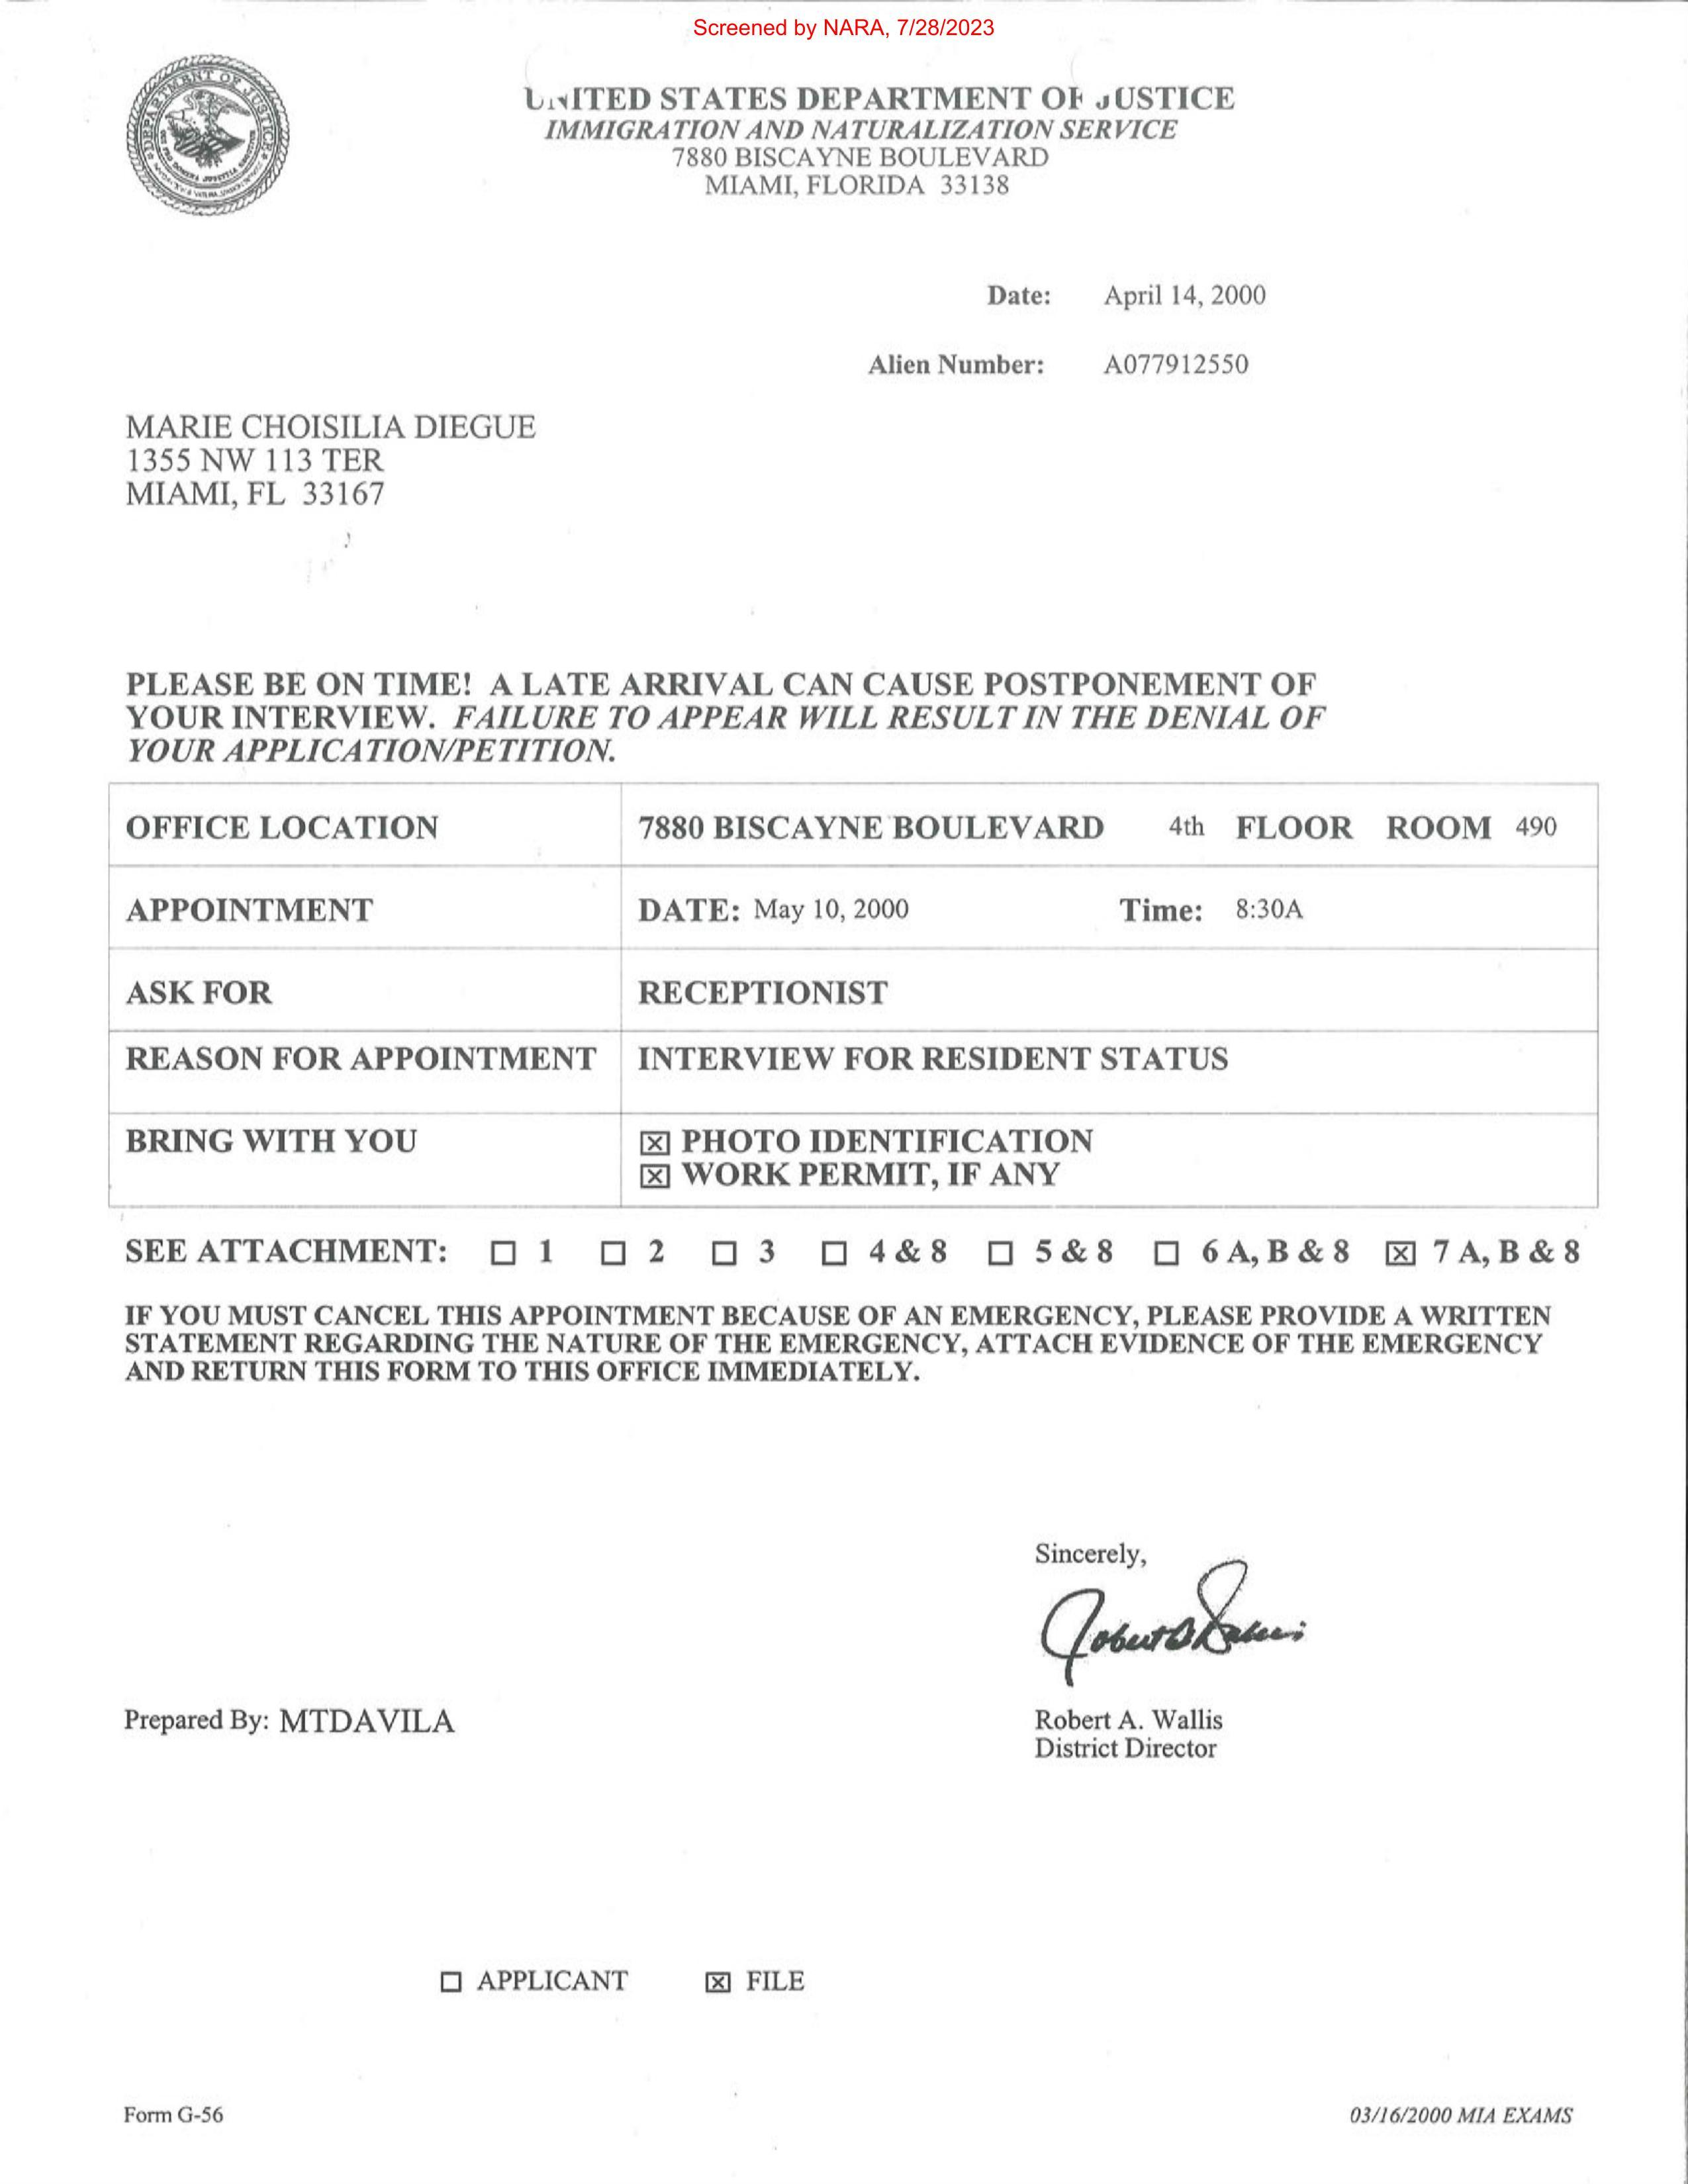 Screened by NARA, 7/28/2023
DEPARTMENT OF JUSTICE
UNITED STATES DEPARTMENT OF JUSTICE
IMMIGRATION AND NATURALIZATION SERVICE
7880 BISCAYNE BOULEVARD
MIAMI, FLORIDA 33138
Date: April 14, 2000
Alien Number: A077912550
MARIE CHOISILIA DIEGUE
1355 NW 113 TER
MIAMI, FL 33167
PLEASE BE ON TIME! A LATE ARRIVAL CAN CAUSE POSTPONEMENT OF
YOUR INTERVIEW. FAILURE TO APPEAR WILL RESULT IN THE DENIAL OF
YOUR APPLICATION/PETITION.
OFFICE LOCATION 7880 BISCAYNE BOULEVARD 4th FLOOR ROOM 490
APPOINTMENT DATE: May 10, 2000 Time: 8:30A
ASK FOR RECEPTIONIST
REASON FOR APPOINTMENT INTERVIEW FOR RESIDENT STATUS
BRING WITH YOU ☒ PHOTO IDENTIFICATION
☒ WORK PERMIT, IF ANY
SEE ATTACHMENT: ☐ 1 ☐ 2 ☐ 3 ☐ 4 & 8 ☐ 5 & 8 ☐ 6 A, B & 8 ☒ 7 A, B & 8
IF YOU MUST CANCEL THIS APPOINTMENT BECAUSE OF AN EMERGENCY, PLEASE PROVIDE A WRITTEN
STATEMENT REGARDING THE NATURE OF THE EMERGENCY, ATTACH EVIDENCE OF THE EMERGENCY
AND RETURN THIS FORM TO THIS OFFICE IMMEDIATELY.
Sincerely,
Prepared By: MTDAVILA
Robert A. Wallis
District Director
☐ APPLICANT ☒ FILE
Form G-56
03/16/2000 MIA EXAMS